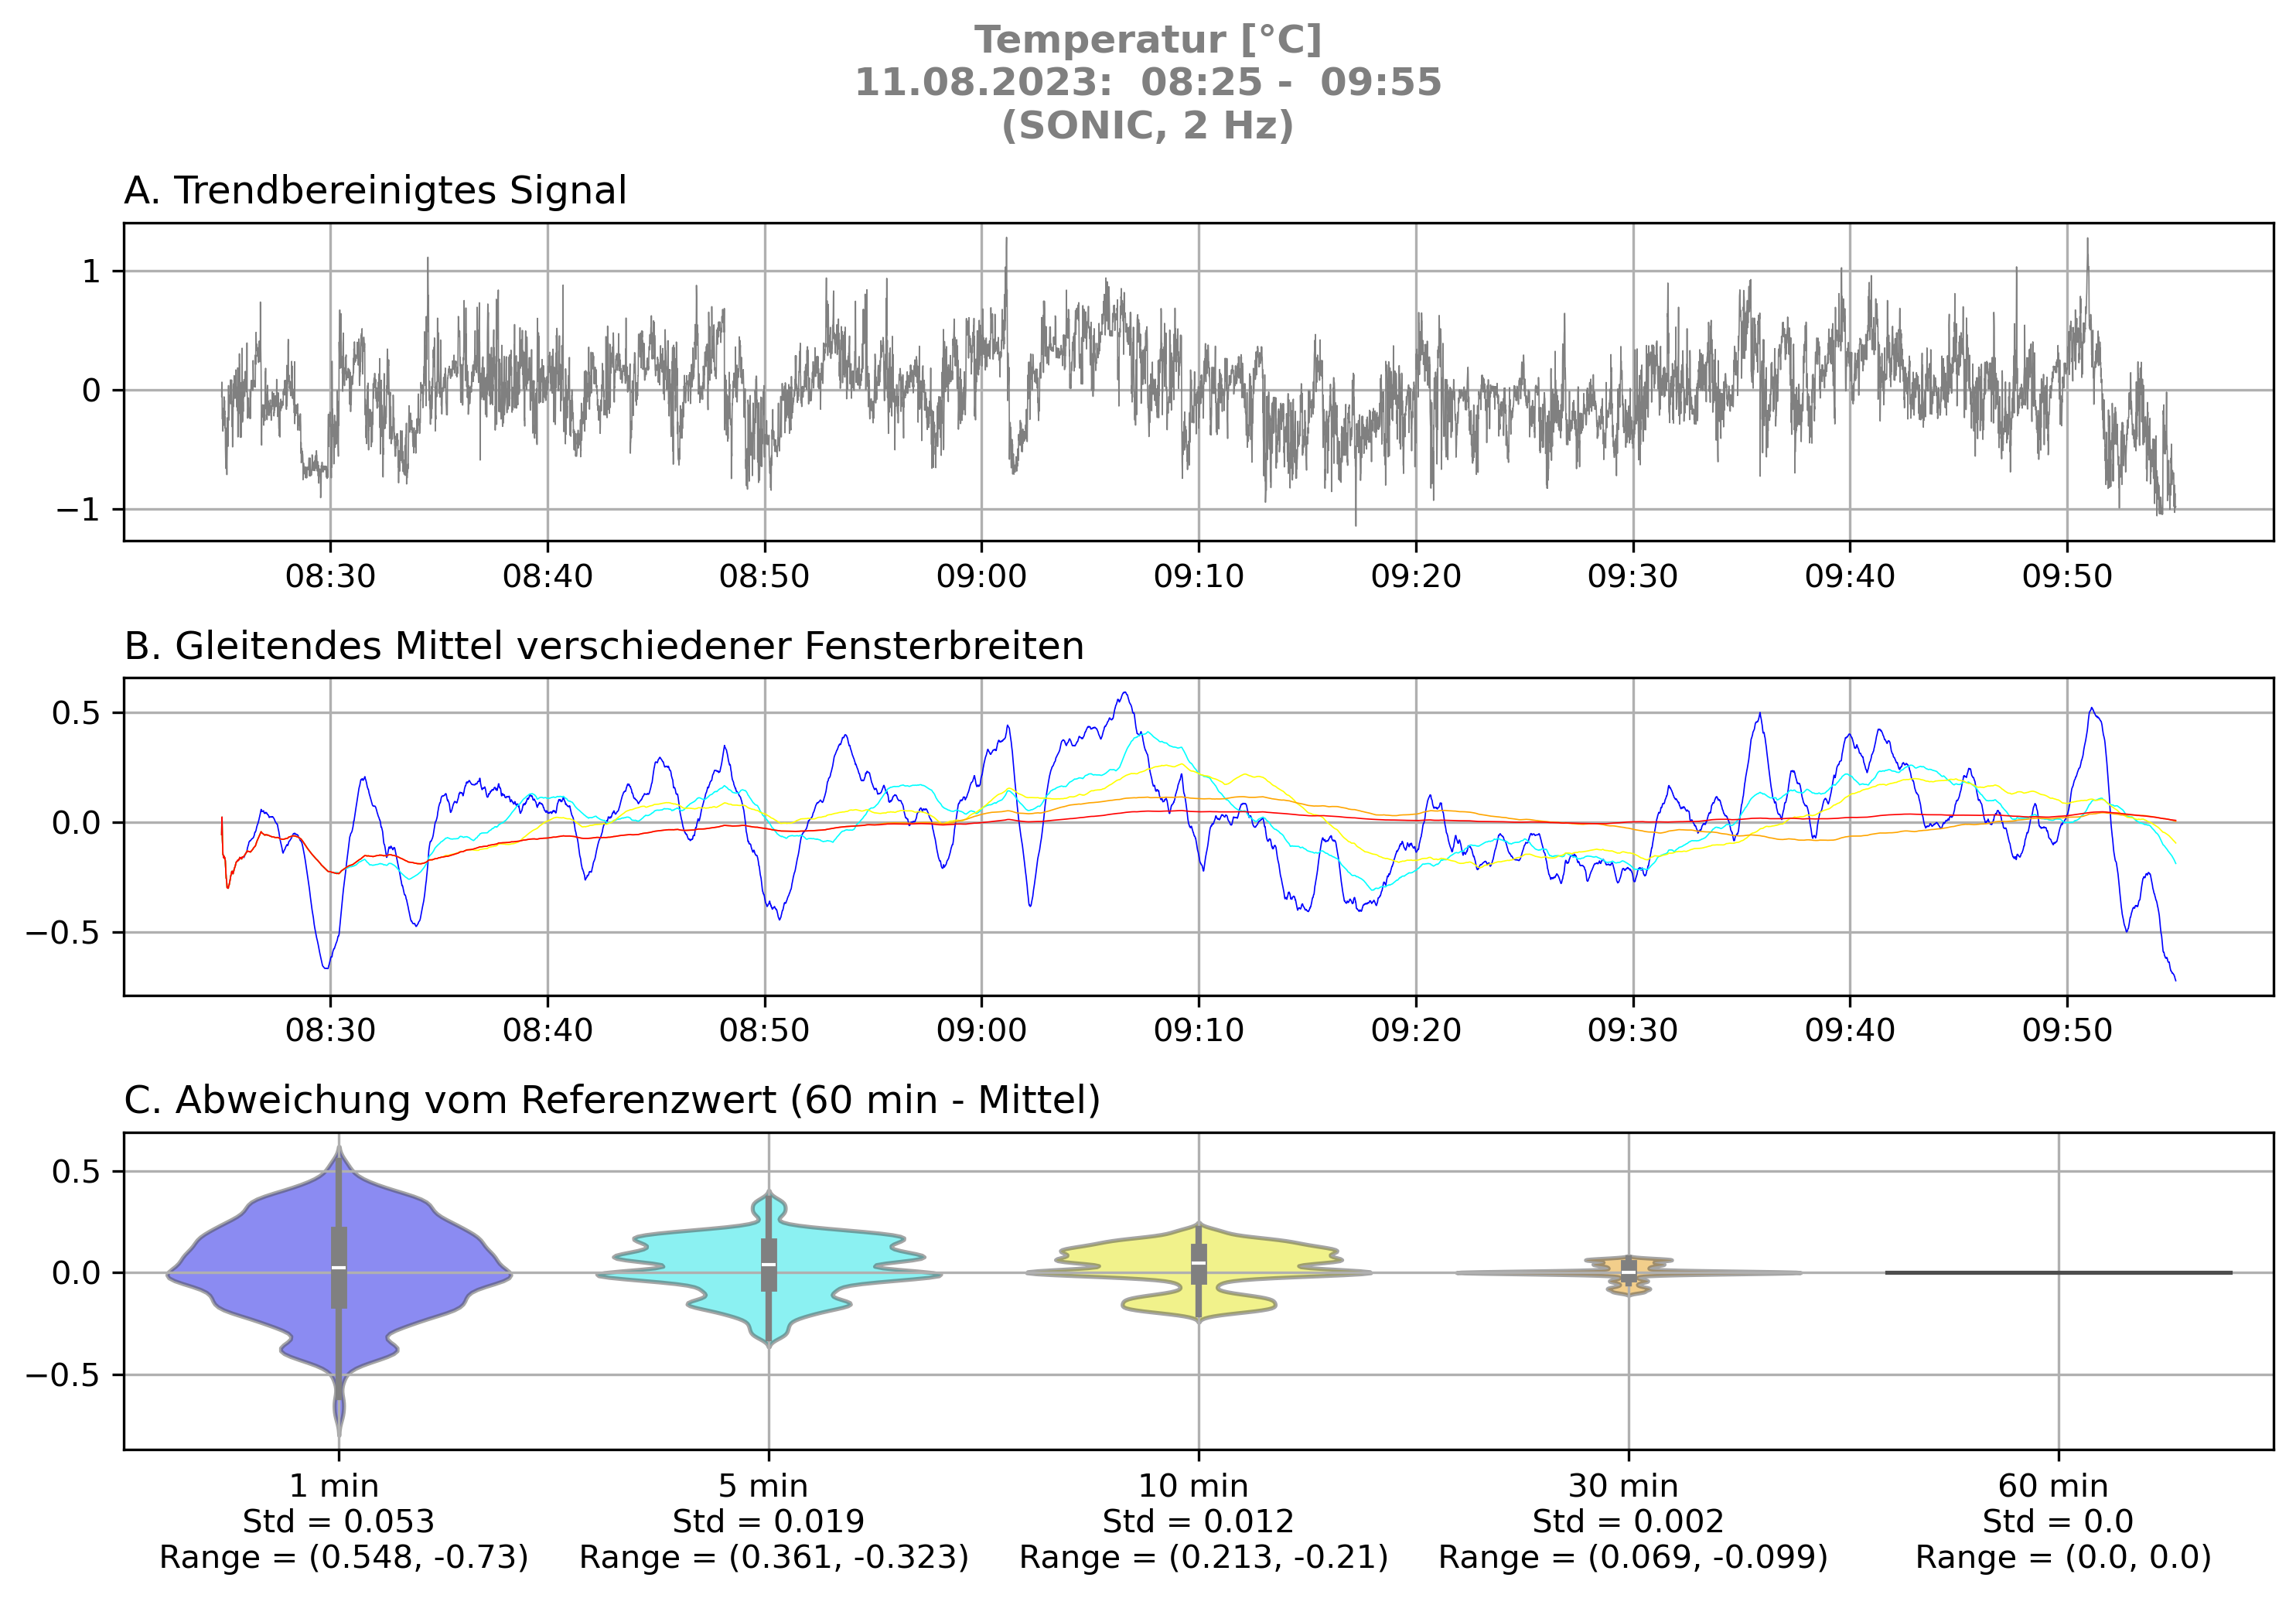 Temperatur [°C]
11.08.2023:  08:25 -  09:55
(SONIC, 2 Hz)
A. Trendbereinigtes Signal
1
0
−1
08:30 08:40 08:50 09:00 09:10 09:20 09:30 09:40 09:50
B. Gleitendes Mittel verschiedener Fensterbreiten
0.5
0.0
−0.5
08:30 08:40 08:50 09:00 09:10 09:20 09:30 09:40 09:50
C. Abweichung vom Referenzwert (60 min - Mittel)
0.5
0.0
−0.5
1 min 5 min 10 min 30 min 60 min
Std = 0.053 Std = 0.019 Std = 0.012 Std = 0.002 Std = 0.0
Range = (0.548, -0.73) Range = (0.361, -0.323) Range = (0.213, -0.21) Range = (0.069, -0.099) Range = (0.0, 0.0)